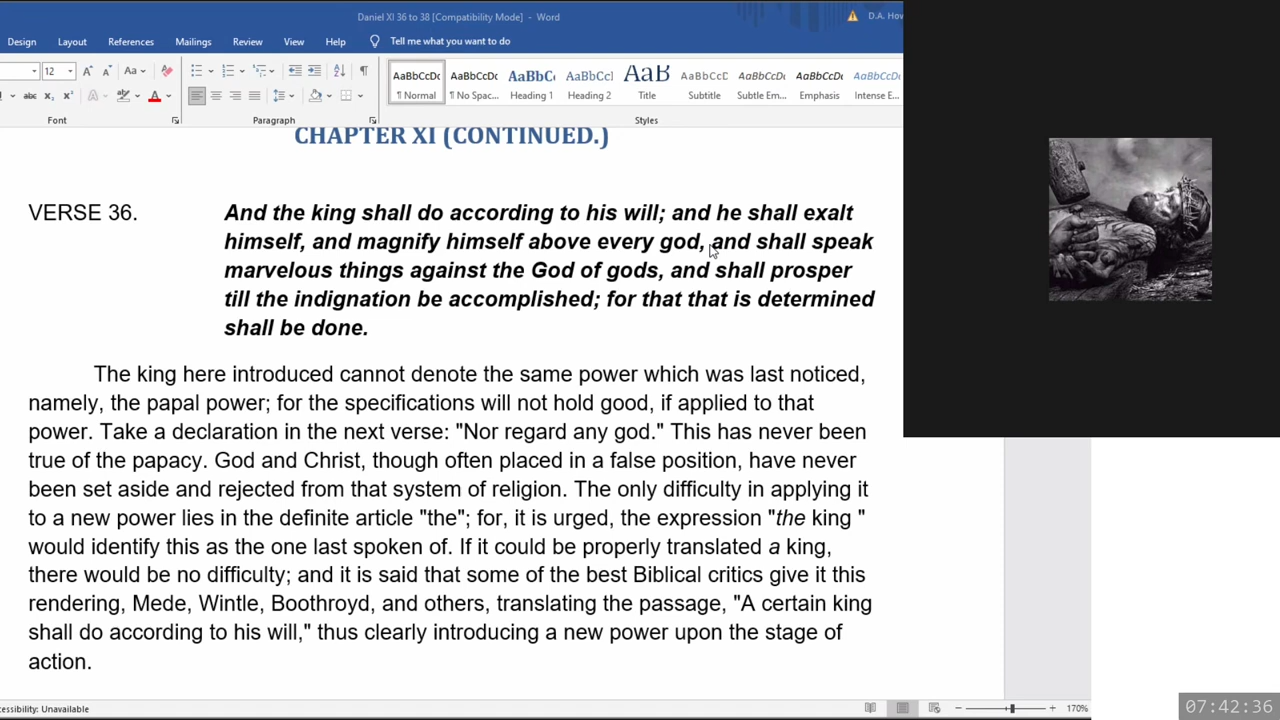 Daniel XI 36 to 38 [Compatibility Mode] - Word
D.A. Hov
Design Layout References Mailings Review View Help Tell me what you want to do
12 Aa
AaBbCcDc AaBbCcDc AaBbC AaBbCcI AaB AaBbCcC AaBbCcDc AaBbCcDc AaBbCcDc
¶ Normal ¶ No Spac... Heading 1 Heading 2 Title Subtitle Subtle Em... Emphasis Intense E...
Font Paragraph Styles
CHAPTER XI (CONTINUED.)
VERSE 36. And the king shall do according to his will; and he shall exalt
himself, and magnify himself above every god, and shall speak
marvelous things against the God of gods, and shall prosper
till the indignation be accomplished; for that that is determined
shall be done.
The king here introduced cannot denote the same power which was last noticed,
namely, the papal power; for the specifications will not hold good, if applied to that
power. Take a declaration in the next verse: "Nor regard any god." This has never been
true of the papacy. God and Christ, though often placed in a false position, have never
been set aside and rejected from that system of religion. The only difficulty in applying it
to a new power lies in the definite article "the"; for, it is urged, the expression "the king "
would identify this as the one last spoken of. If it could be properly translated a king,
there would be no difficulty; and it is said that some of the best Biblical critics give it this
rendering, Mede, Wintle, Boothroyd, and others, translating the passage, "A certain king
shall do according to his will," thus clearly introducing a new power upon the stage of
action.
cessibility: Unavailable
170%
07:42:36